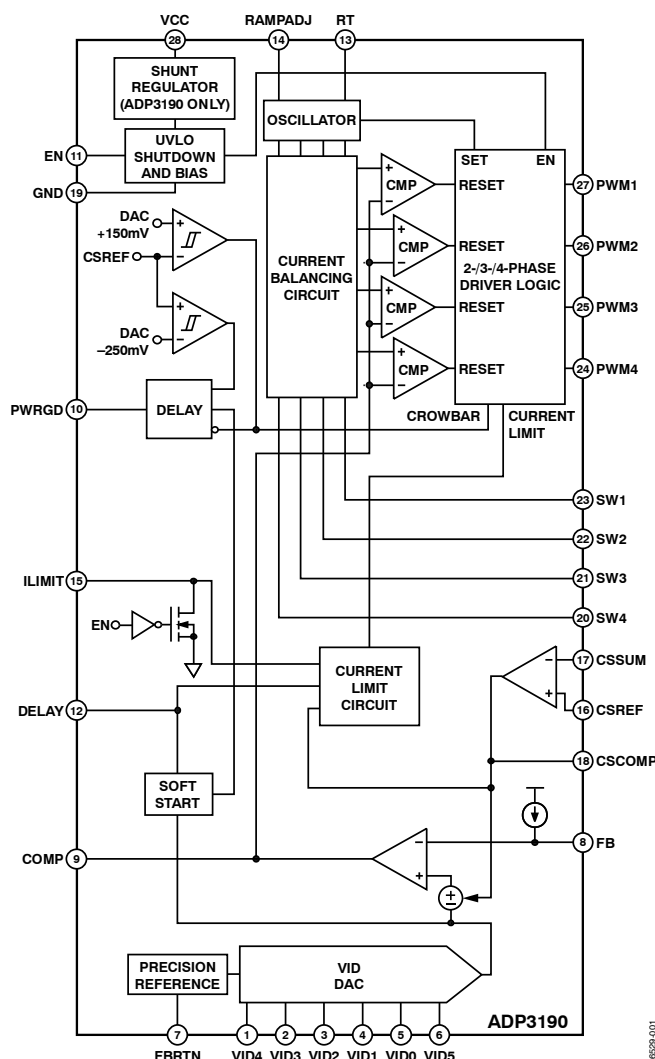 VCC
RAMPADJ
RT
28
14
13
ADP3190
SHUNT
REGULATOR
(ADP3190 ONLY)
OSCILLATOR
UVLO
SHUTDOWN
AND BIAS
SET
EN
EN
11
GND
19
+
CMP
–
RESET
27
PWM1
DAC
+150mV
+
–
CSREF
CURRENT
BALANCING
CIRCUIT
+
CMP
–
RESET
26
PWM2
2-/3-/4-PHASE
DRIVER LOGIC
+
–
DAC
–250mV
+
CMP
–
RESET
25
PWM3
+
CMP
–
RESET
24
PWM4
PWRGD
10
DELAY
CROWBAR
CURRENT
LIMIT
23
SW1
22
SW2
21
SW3
20
SW4
ILIMIT
15
EN
CURRENT
LIMIT
CIRCUIT
–
+
17
CSSUM
16
CSREF
DELAY
12
18
CSCOMP
SOFT
START
COMP
9
–
+
8
FB
+
–
PRECISION
REFERENCE
VID
DAC
ADP3190
7
1
2
3
4
5
6
FBRTN
VID4
VID3
VID2
VID1
VID0
VID5
06529-001